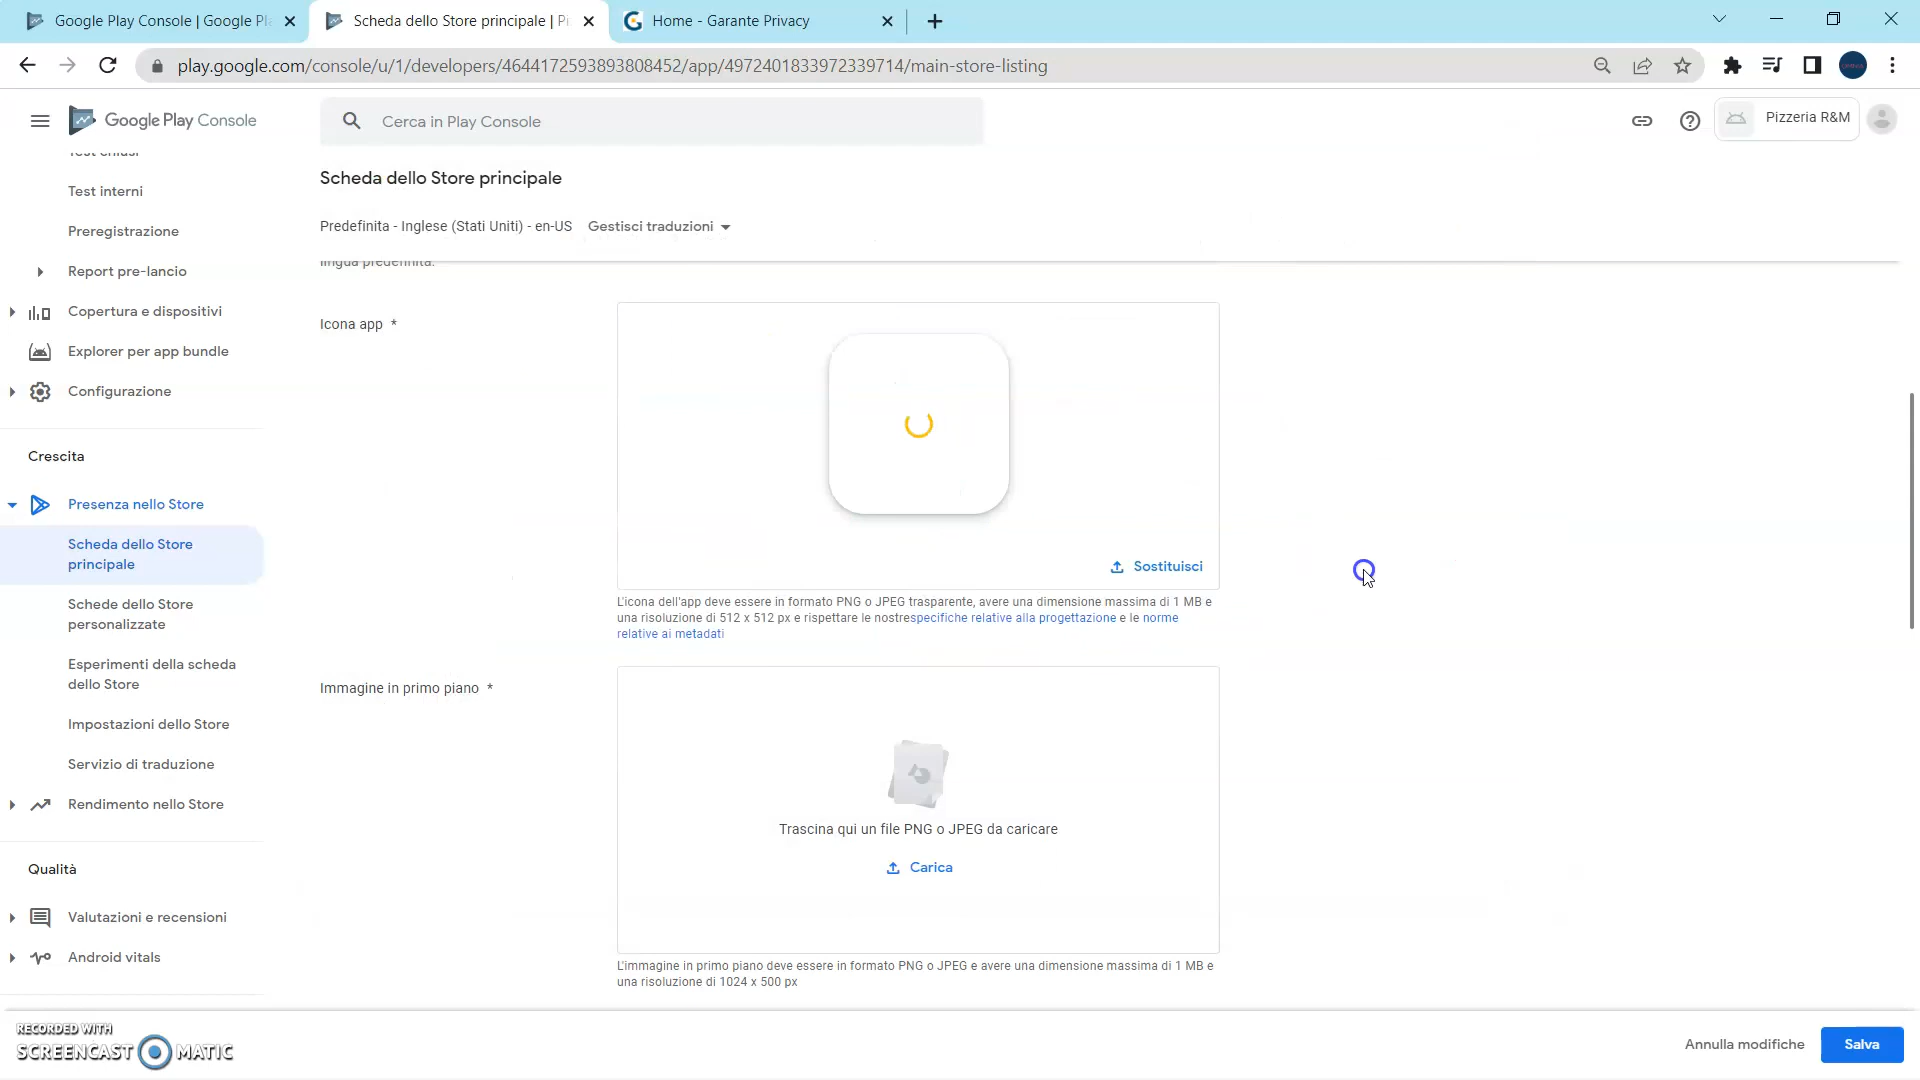 Google Play Console | Google Pl
Scheda dello Store principale | Pi
Home - Garante Privacy
play.google.com/console/u/1/developers/4644172593893808452/app/4972401833972339714/main-store-listing
Google Play Console
Cerca in Play Console
Pizzeria R&M
Test chiusi
Test interni
Preregistrazione
Report pre-lancio
Copertura e dispositivi
Explorer per app bundle
Configurazione
Crescita
Presenza nello Store
Scheda dello Store
principale
Schede dello Store
personalizzate
Esperimenti della scheda
dello Store
Impostazioni dello Store
Servizio di traduzione
Rendimento nello Store
Qualità
Valutazioni e recensioni
Android vitals
Scheda dello Store principale
Predefinita - Inglese (Stati Uniti) - en-US Gestisci traduzioni
lingua predefinita.
Icona app *
Sostituisci
L'icona dell'app deve essere in formato PNG o JPEG trasparente, avere una dimensione massima di 1 MB e
una risoluzione di 512 x 512 px e rispettare le nostrespecifiche relative alla progettazione e le norme
relative ai metadati
Immagine in primo piano *
Trascina qui un file PNG o JPEG da caricare
Carica
L'immagine in primo piano deve essere in formato PNG o JPEG e avere una dimensione massima di 1 MB e
una risoluzione di 1024 x 500 px
RECORDED WITH
SCREENCAST MATIC
Annulla modifiche
Salva